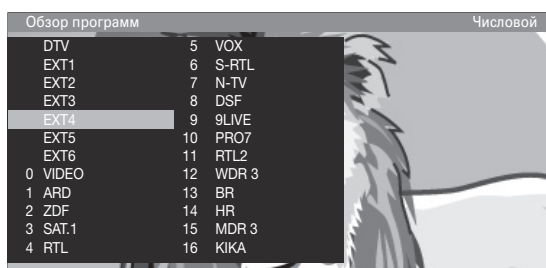 Обзор программ Числовой
DTV 5 VOX
EXT1 6 S-RTL
EXT2 7 N-TV
EXT3 8 DSF
EXT4 9 9LIVE
EXT5 10 PRO7
EXT6 11 RTL2
0 VIDEO 12 WDR 3
1 ARD 13 BR
2 ZDF 14 HR
3 SAT.1 15 MDR 3
4 RTL 16 KIKA